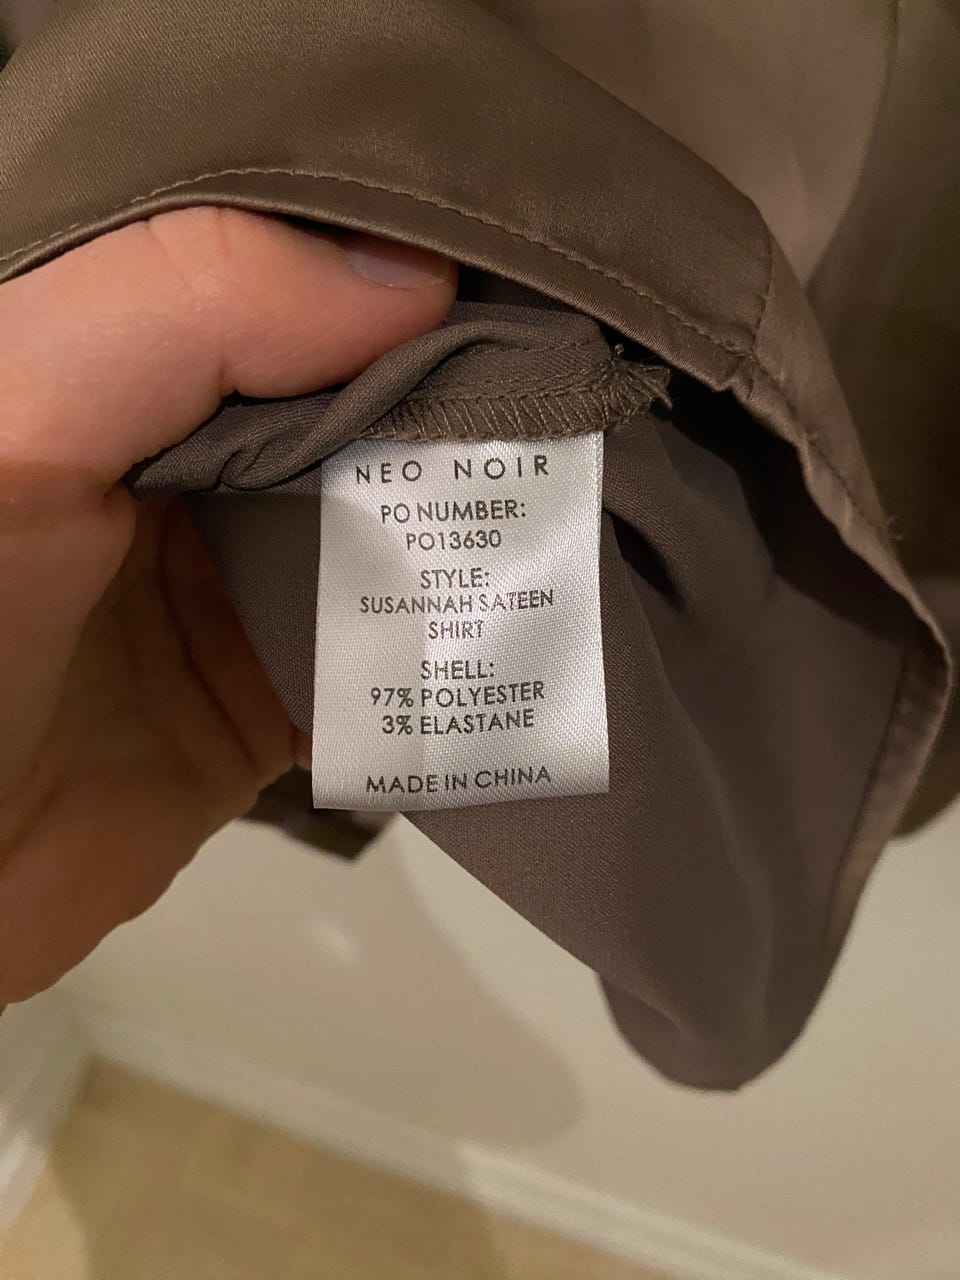 NEO NOIR
PO NUMBER:
PO13630
STYLE:
SUSANNAH SATEEN
SHIRT
SHELL:
97% POLYESTER
3% ELASTANE
MADE IN CHINA